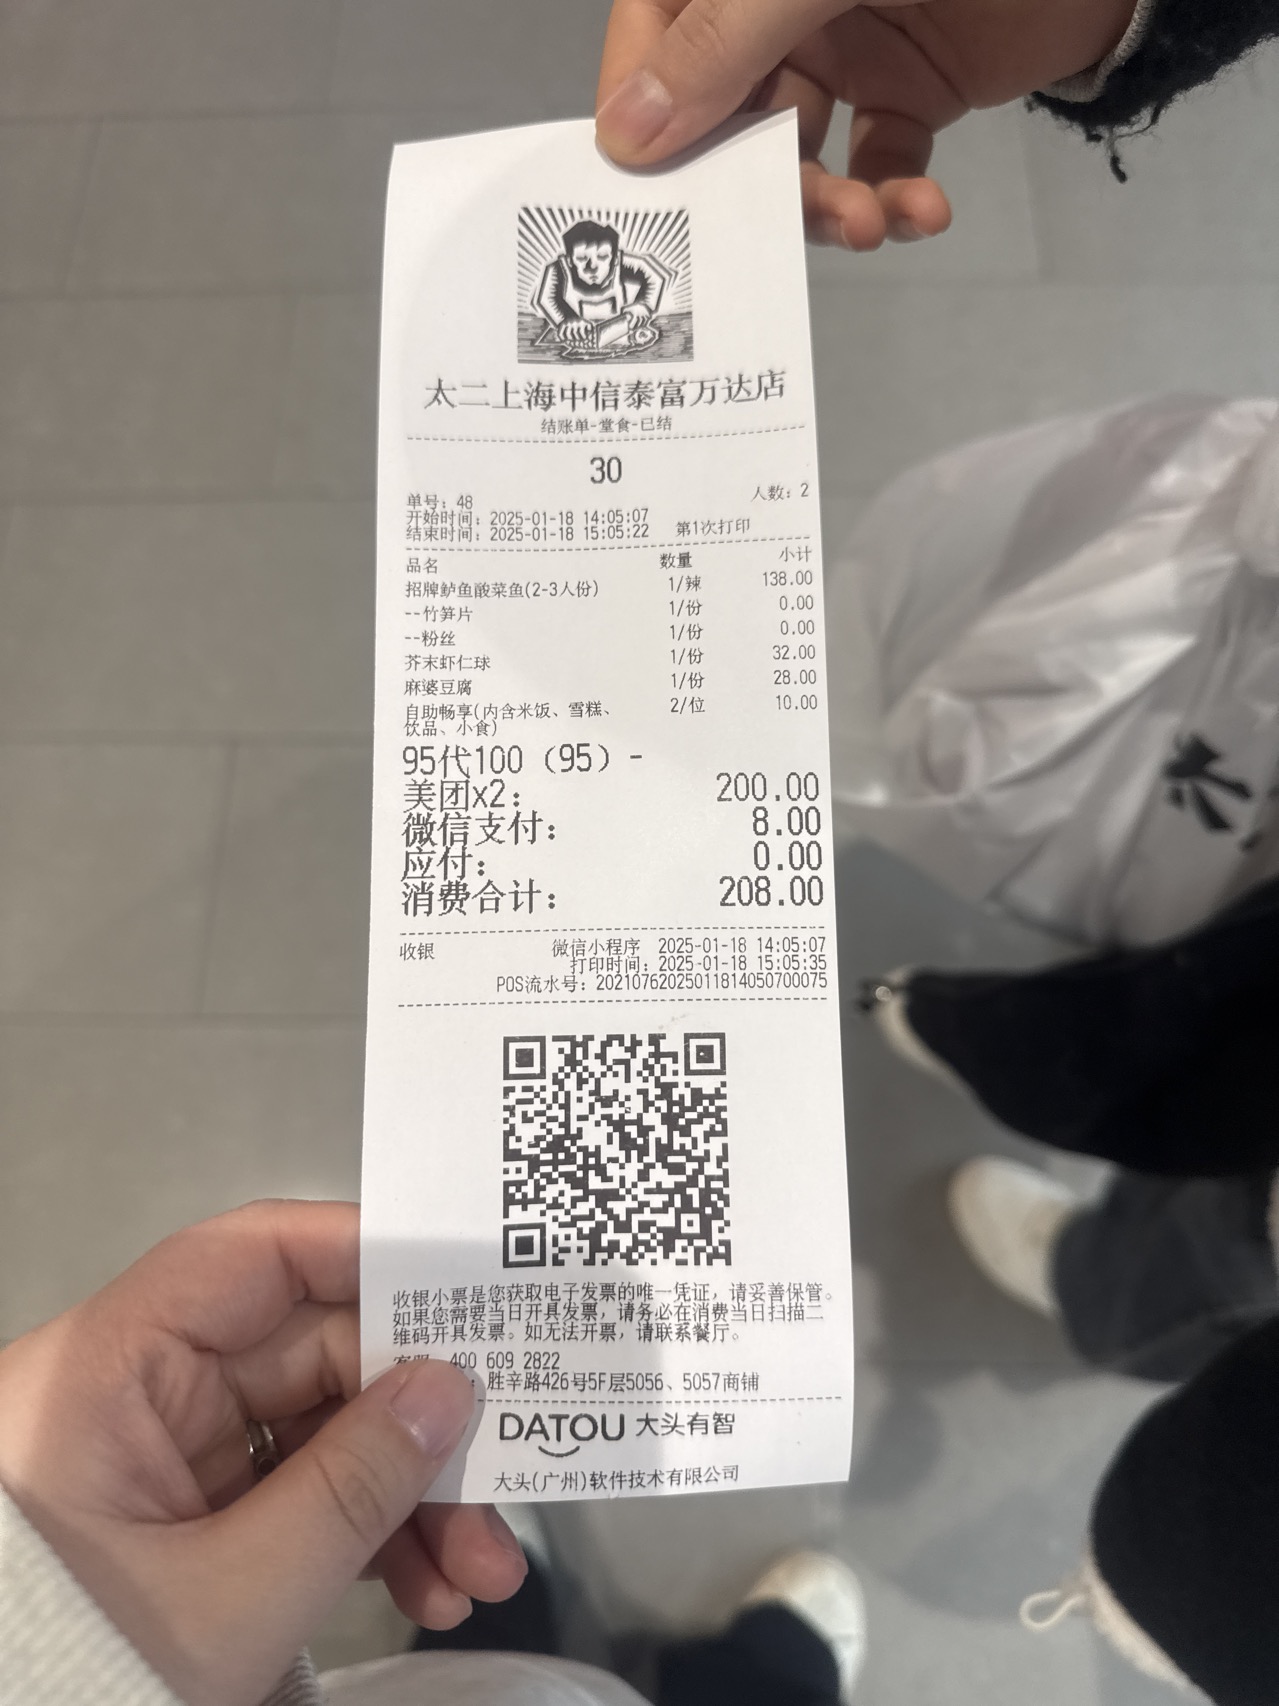 太二上海中信泰富万达店
结账单-堂食-已结
30
单号：48 人数：2
开始时间：2025-01-18 14:05:07
结束时间：2025-01-18 15:05:22 第1次打印
品名 数量 小计
招牌鲈鱼酸菜鱼(2-3人份) 1/辣 138.00
--竹笋片 1/份 0.00
--粉丝 1/份 0.00
芥末虾仁球 1/份 32.00
麻婆豆腐 1/份 28.00
自助畅享(内含米饭、雪糕、 2/位 10.00
饮品、小食)
95代100（95）-
美团x2： 200.00
微信支付： 8.00
应付： 0.00
消费合计： 208.00
收银 微信小程序 2025-01-18 14:05:07
打印时间：2025-01-18 15:05:35
POS流水号：20210762025011814050700075
收银小票是您获取电子发票的唯一凭证，请妥善保管。
如果您需要当日开具发票，请务必在消费当日扫描二
维码开具发票。如无法开票，请联系餐厅。
400 609 2822
：胜辛路426号5F层5056、5057商铺
DATOU 大头有智
大头(广州)软件技术有限公司